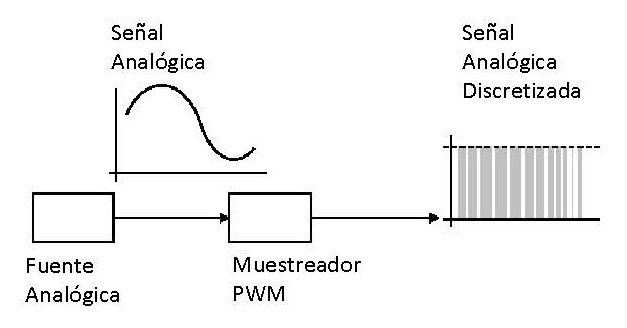 Señal
Analógica
Señal
Analógica
Discretizada
Fuente
Analógica
Muestreador
PWM